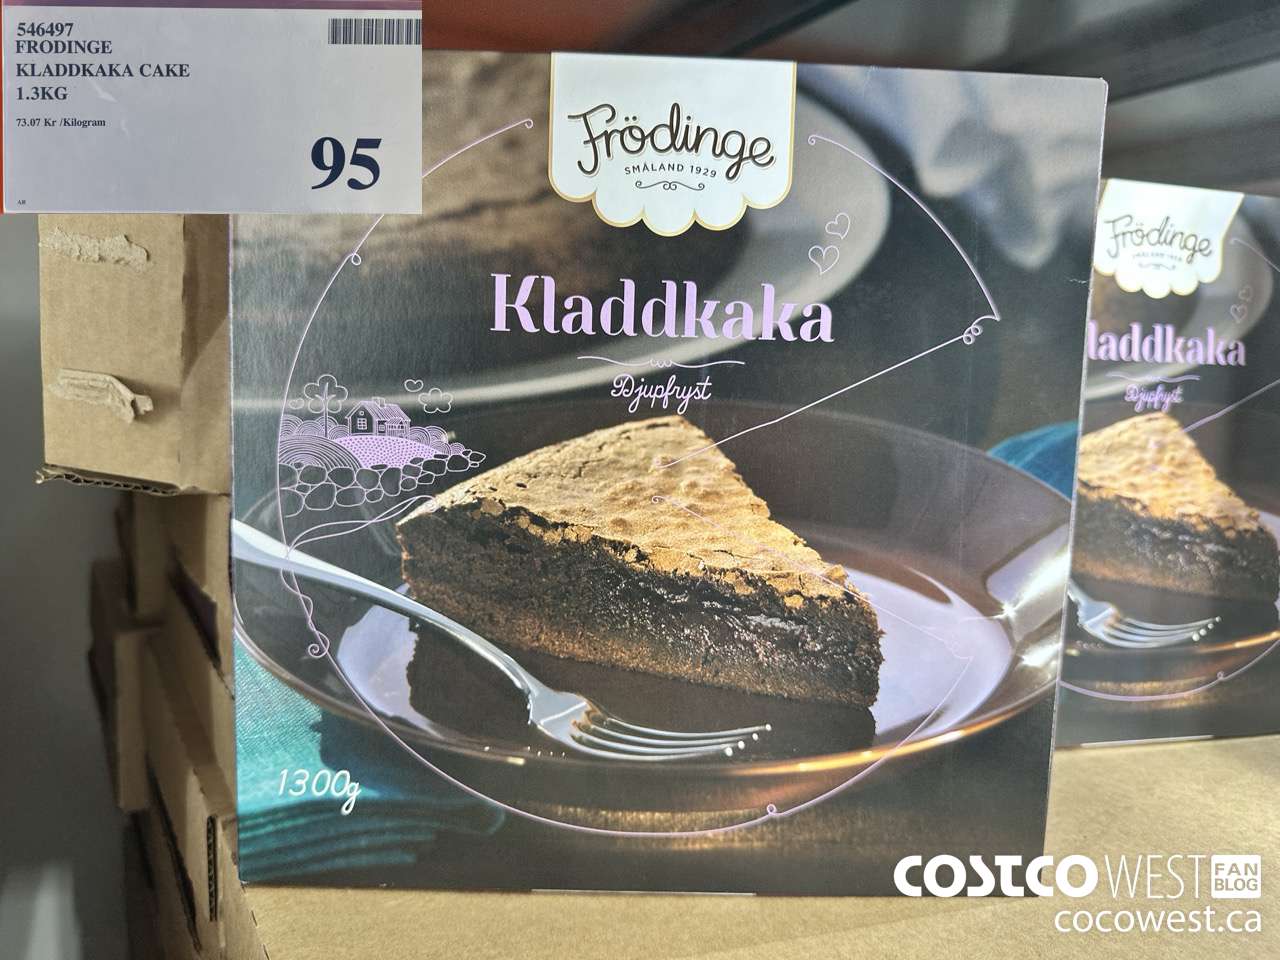 546497
FRODINGE
KLADDKAKA CAKE
1.3KG
73.07 Kr /Kilogram
95
AR
Frödinge
SMÅLAND 1929
Kladdkaka
Djupfryst
1300g
Frödinge
SMÅLAND 1929
laddkaka
Djupfryst
COSTCO WEST FAN BLOG
cocowest.ca